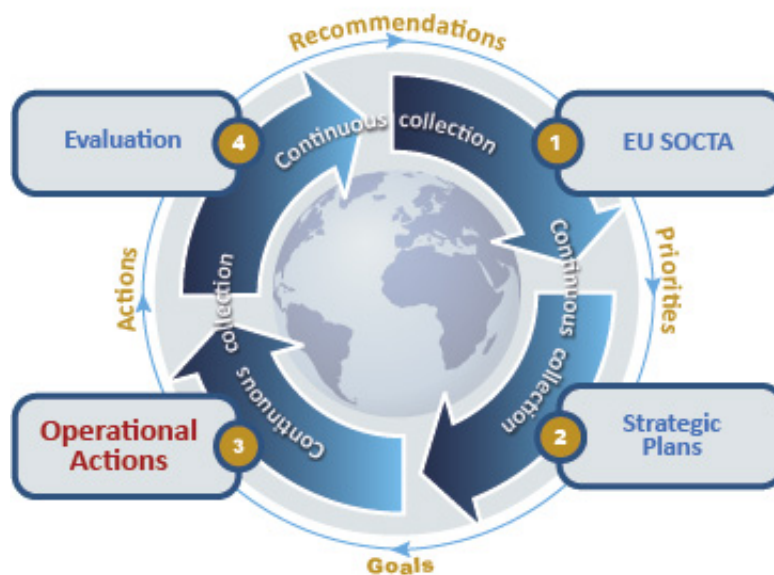 Recommendations
Evaluation
4
Continuous collection
1
EU SOCTA
Priorities
Continuous collection
2
Strategic
Plans
Goals
Continuous collection
3
Operational
Actions
Actions